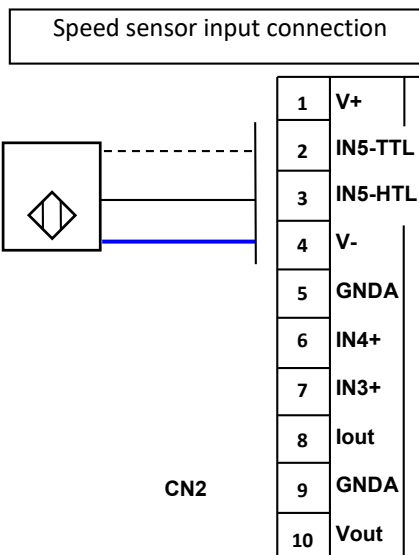 Speed sensor input connection
1 V+
2 IN5-TTL
3 IN5-HTL
4 V-
5 GNDA
6 IN4+
7 IN3+
8 Iout
CN2 9 GNDA
10 Vout